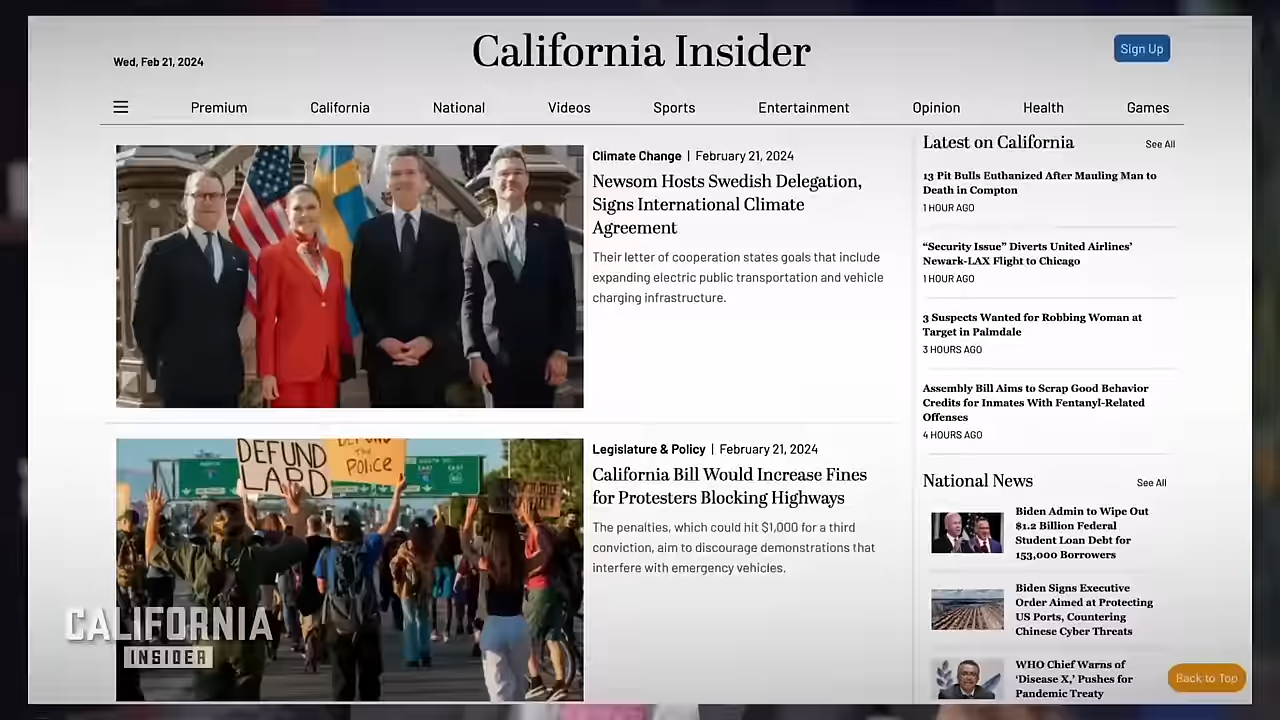 California Insider
Wed, Feb 21, 2024
Sign Up
Premium
California
National
Videos
Sports
Entertainment
Opinion
Health
Games
Climate Change | February 21, 2024
Newsom Hosts Swedish Delegation,
Signs International Climate
Agreement
Their letter of cooperation states goals that include
expanding electric public transportation and vehicle
charging infrastructure.
DEFUND
LAPD
DEFUND
The
POLICE
Legislature & Policy | February 21, 2024
California Bill Would Increase Fines
for Protesters Blocking Highways
The penalties, which could hit $1,000 for a third
conviction, aim to discourage demonstrations that
interfere with emergency vehicles.
CALIFORNIA
INSIDER
Latest on California
See All
13 Pit Bulls Euthanized After Mauling Man to
Death in Compton
1 HOUR AGO
“Security Issue” Diverts United Airlines’
Newark-LAX Flight to Chicago
1 HOUR AGO
3 Suspects Wanted for Robbing Woman at
Target in Palmdale
3 HOURS AGO
Assembly Bill Aims to Scrap Good Behavior
Credits for Inmates With Fentanyl-Related
Offenses
4 HOURS AGO
National News
See All
Biden Admin to Wipe Out
$1.2 Billion Federal
Student Loan Debt for
153,000 Borrowers
Biden Signs Executive
Order Aimed at Protecting
US Ports, Countering
Chinese Cyber Threats
WHO Chief Warns of
‘Disease X,’ Pushes for
Pandemic Treaty
Back to Top